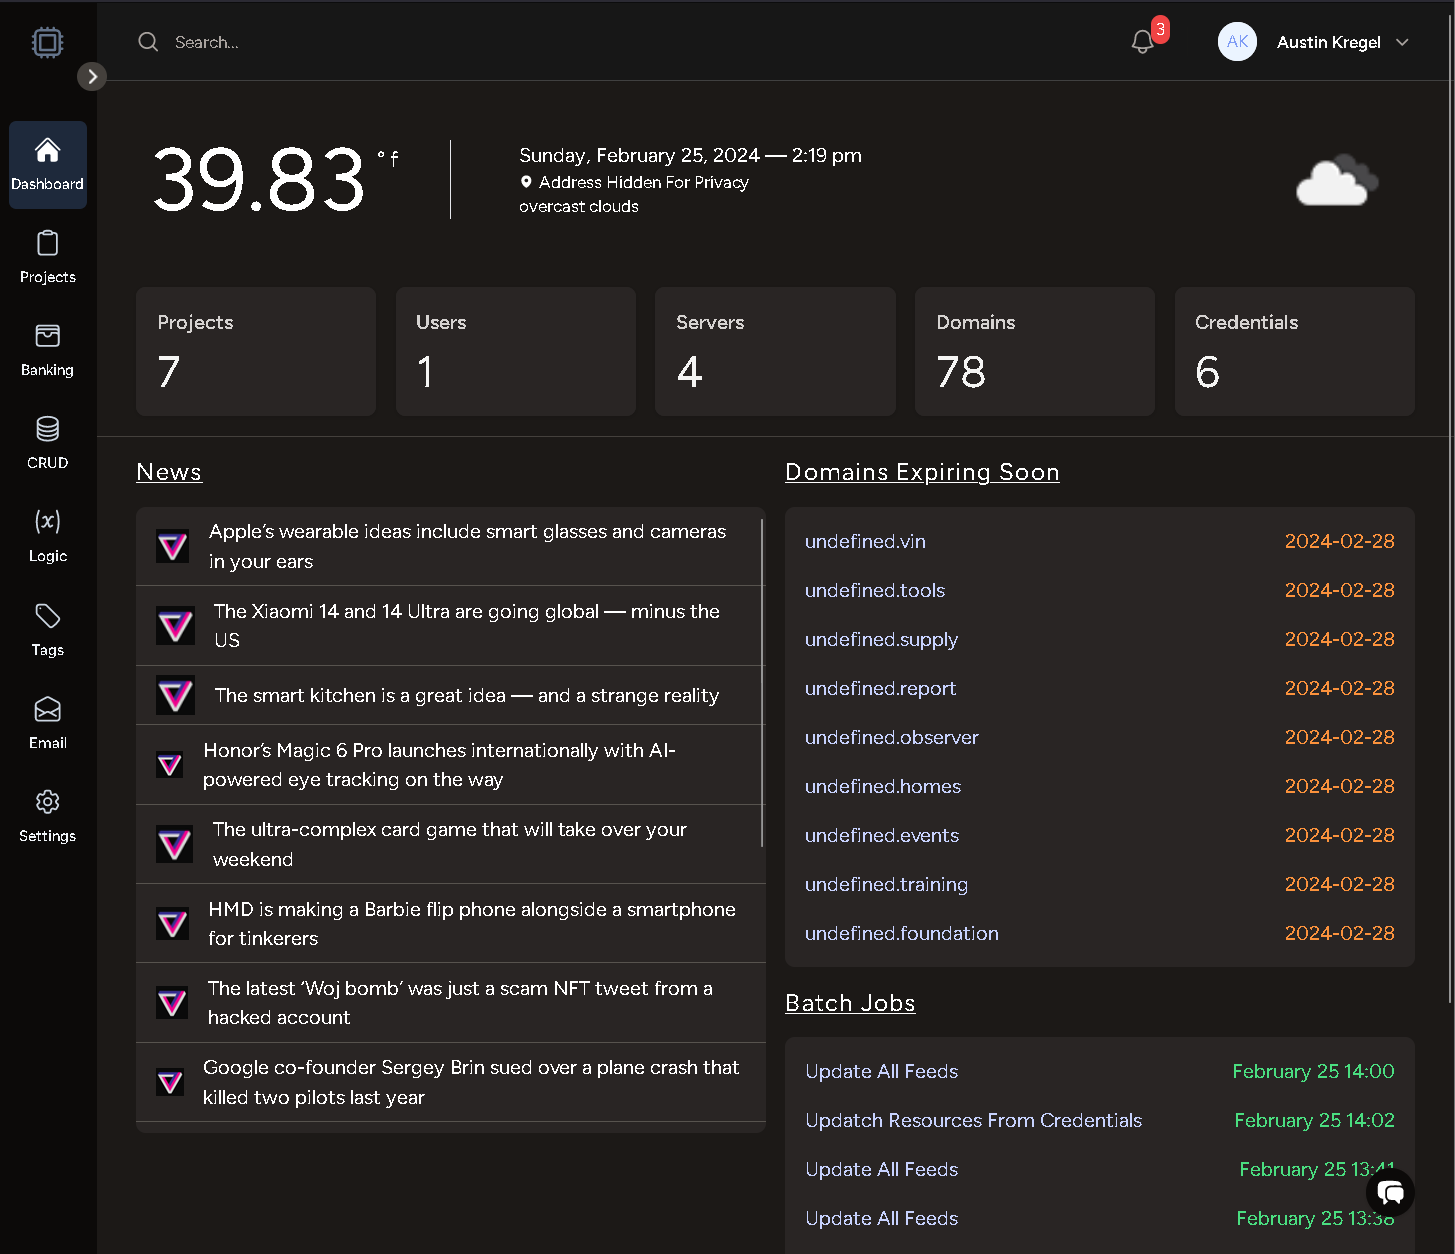 Search...
3
AK
Austin Kregel
Dashboard
Projects
Banking
CRUD
(x)
Logic
Tags
Email
Settings
39.83 °f
Sunday, February 25, 2024 — 2:19 pm
Address Hidden For Privacy
overcast clouds
Projects
7
Users
1
Servers
4
Domains
78
Credentials
6
News
Apple’s wearable ideas include smart glasses and cameras
in your ears
The Xiaomi 14 and 14 Ultra are going global — minus the
US
The smart kitchen is a great idea — and a strange reality
Honor’s Magic 6 Pro launches internationally with AI-
powered eye tracking on the way
The ultra-complex card game that will take over your
weekend
HMD is making a Barbie flip phone alongside a smartphone
for tinkerers
The latest ‘Woj bomb’ was just a scam NFT tweet from a
hacked account
Google co-founder Sergey Brin sued over a plane crash that
killed two pilots last year
Domains Expiring Soon
undefined.vin 2024-02-28
undefined.tools 2024-02-28
undefined.supply 2024-02-28
undefined.report 2024-02-28
undefined.observer 2024-02-28
undefined.homes 2024-02-28
undefined.events 2024-02-28
undefined.training 2024-02-28
undefined.foundation 2024-02-28
Batch Jobs
Update All Feeds February 25 14:00
Updatch Resources From Credentials February 25 14:02
Update All Feeds February 25 13:41
Update All Feeds February 25 13:38